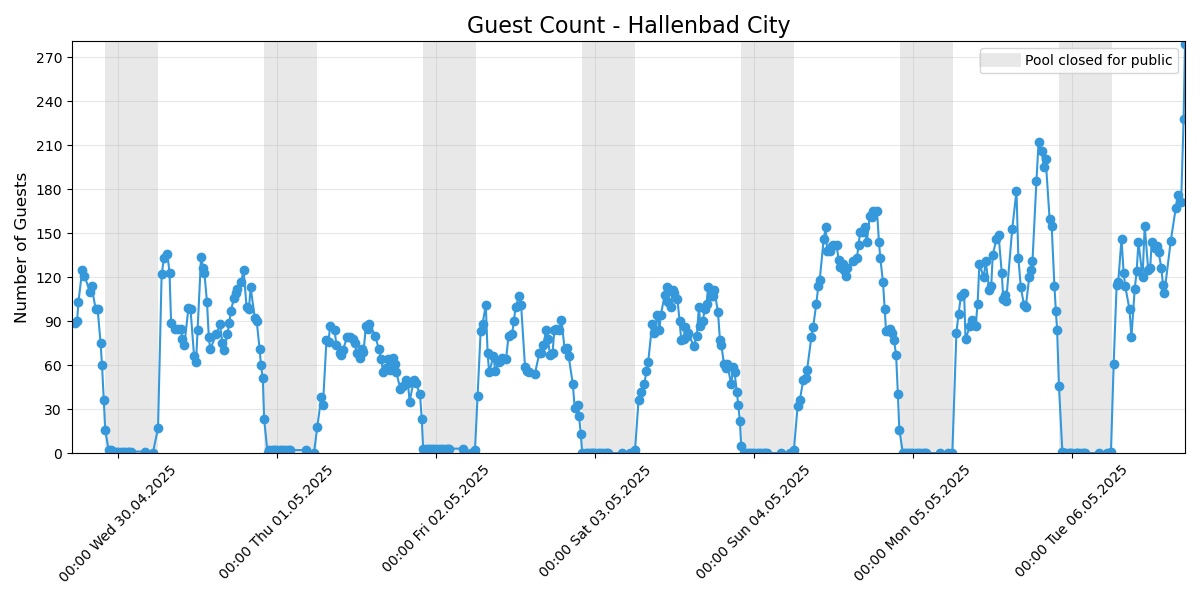 Guest Count - Hallenbad City
Pool closed for public
Number of Guests
270
240
210
180
150
120
90
60
30
0
00:00 Wed 30.04.2025
00:00 Thu 01.05.2025
00:00 Fri 02.05.2025
00:00 Sat 03.05.2025
00:00 Sun 04.05.2025
00:00 Mon 05.05.2025
00:00 Tue 06.05.2025